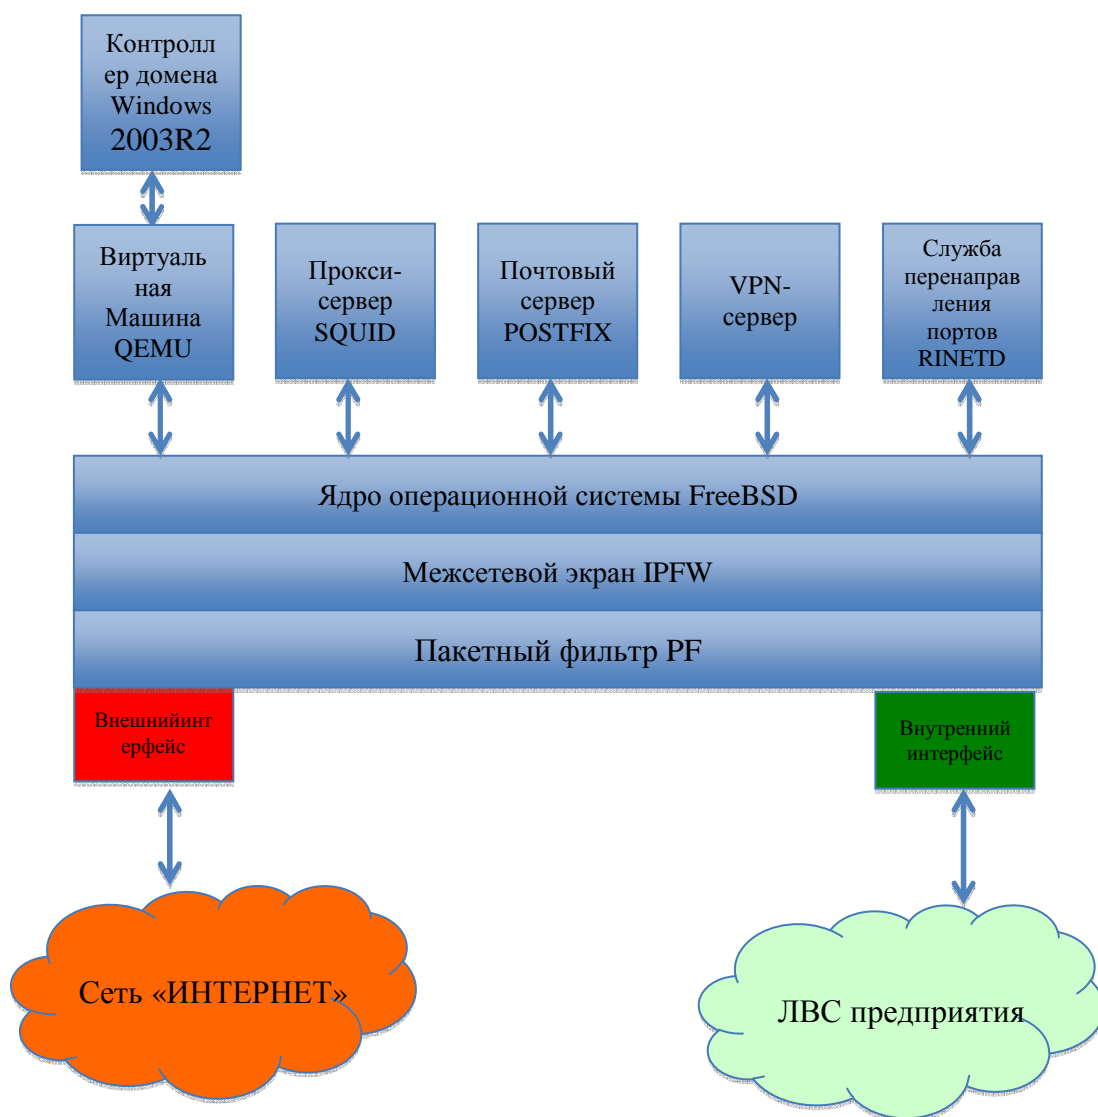 Контролл
ер домена
Windows
2003R2
Виртуаль
ная
Машина
QEMU
Прокси-
сервер
SQUID
Почтовый
сервер
POSTFIX
VPN-
сервер
Служба
перенаправ
ления
портов
RINETD
Ядро операционной системы FreeBSD
Межсетевой экран IPFW
Пакетный фильтр PF
Внешнийинт
ерфейс
Внутренний
интерфейс
Сеть «ИНТЕРНЕТ»
ЛВС предприятия